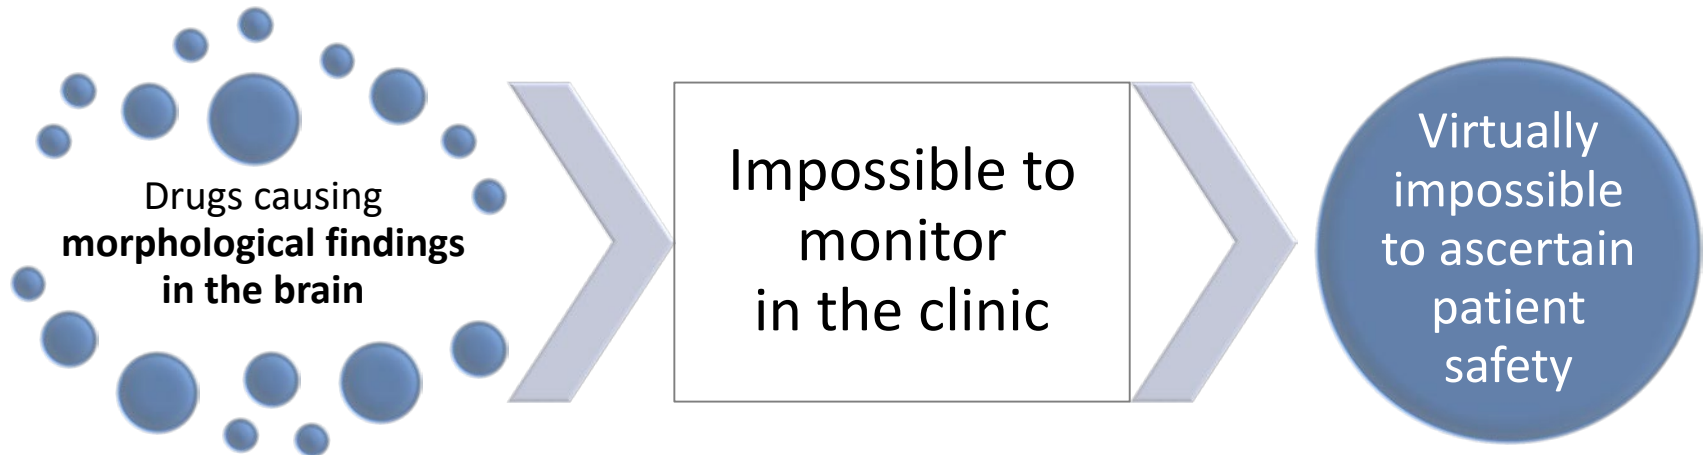 Drugs causing
morphological findings
in the brain
Impossible to
monitor
in the clinic
Virtually
impossible
to ascertain
patient
safety